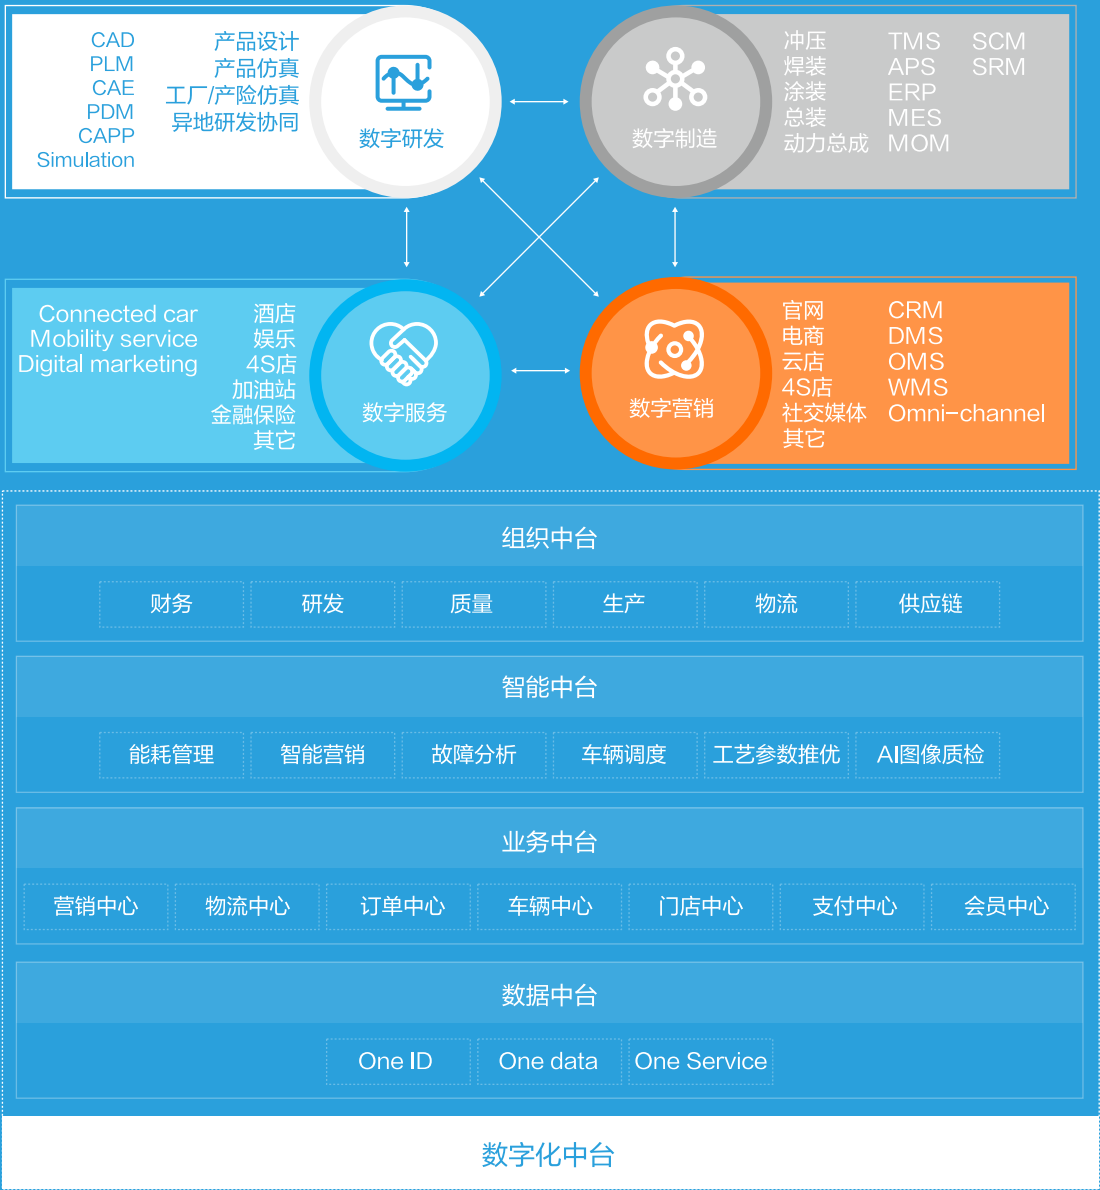 CAD
PLM
CAE
PDM
CAPP
Simulation
产品设计
产品仿真
工厂/产险仿真
异地研发协同
数字研发
数字制造
冲压
焊装
涂装
总装
动力总成
TMS
APS
ERP
MES
MOM
SCM
SRM
Connected car
Mobility service
Digital marketing
酒店
娱乐
4S店
加油站
金融保险
其它
数字服务
数字营销
官网
电商
云店
4S店
社交媒体
其它
CRM
DMS
OMS
WMS
Omni-channel
组织中台
财务 研发 质量 生产 物流 供应链
智能中台
能耗管理 智能营销 故障分析 车辆调度 工艺参数推优 AI图像质检
业务中台
营销中心 物流中心 订单中心 车辆中心 门店中心 支付中心 会员中心
数据中台
One ID One data One Service
数字化中台